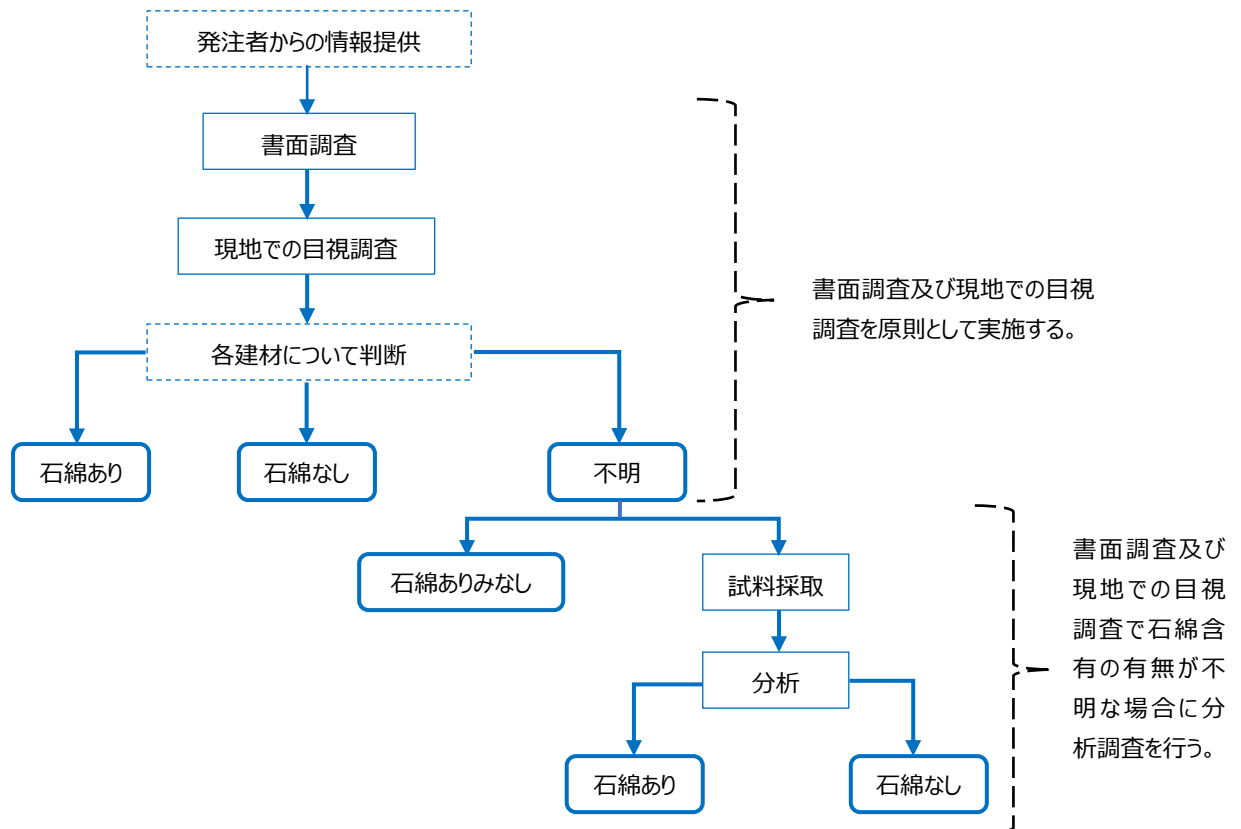 発注者からの情報提供
書面調査
現地での目視調査
各建材について判断
石綿あり
石綿なし
不明
書面調査及び現地での目視
調査を原則として実施する。
石綿ありみなし
試料採取
分析
石綿あり
石綿なし
書面調査及び
現地での目視
調査で石綿含
有の有無が不
明な場合に分
析調査を行う。